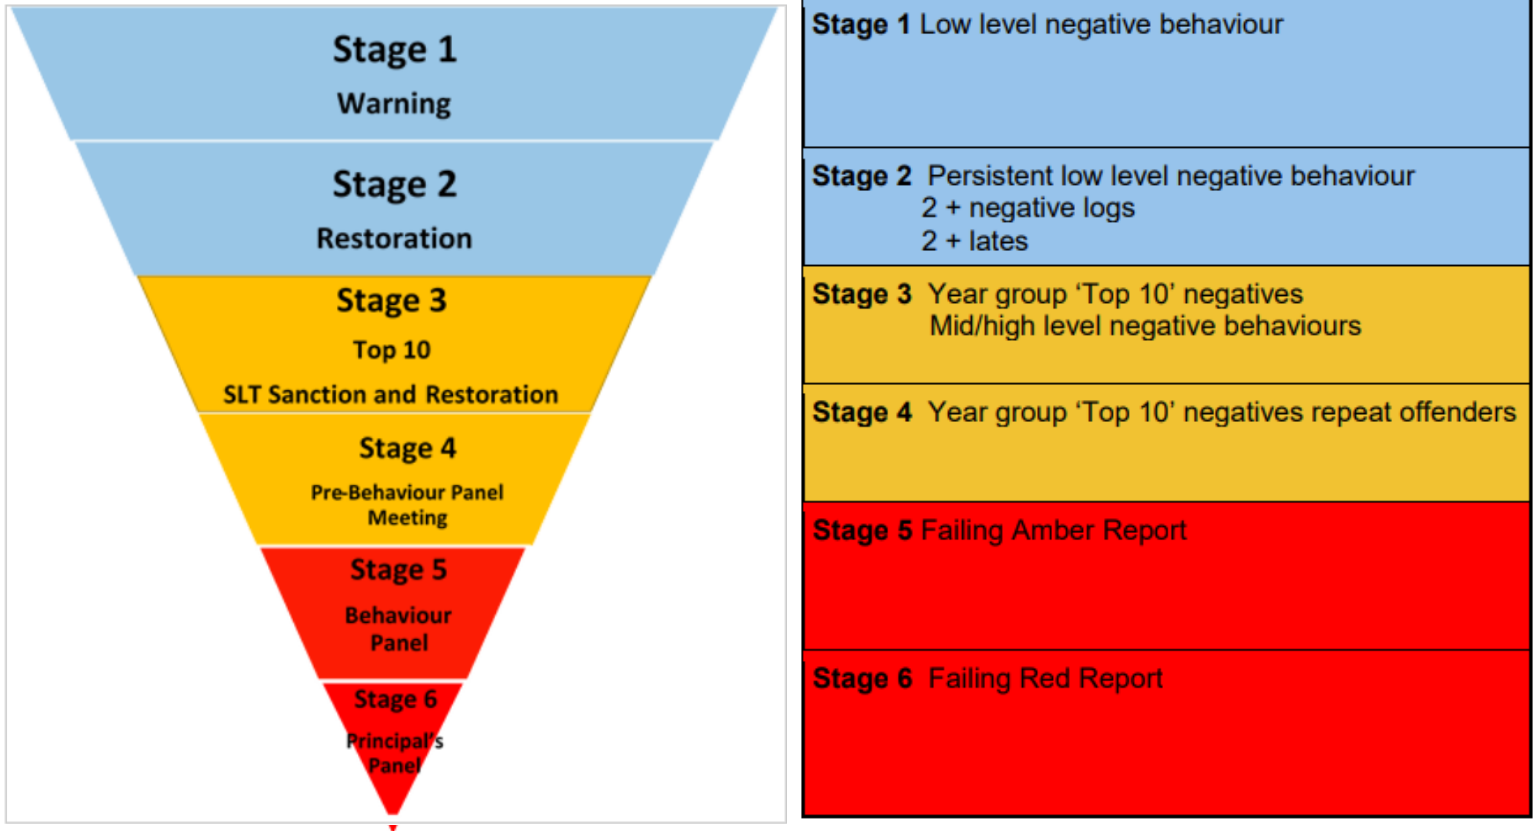 Stage 1
Warning
Stage 2
Restoration
Stage 3
Top 10
SLT Sanction and Restoration
Stage 4
Pre-Behaviour Panel
Meeting
Stage 5
Behaviour
Panel
Stage 6
Principal's
Panel
Stage 1 Low level negative behaviour
Stage 2 Persistent low level negative behaviour
2 + negative logs
2 + lates
Stage 3 Year group ‘Top 10’ negatives
Mid/high level negative behaviours
Stage 4 Year group ‘Top 10’ negatives repeat offenders
Stage 5 Failing Amber Report
Stage 6 Failing Red Report